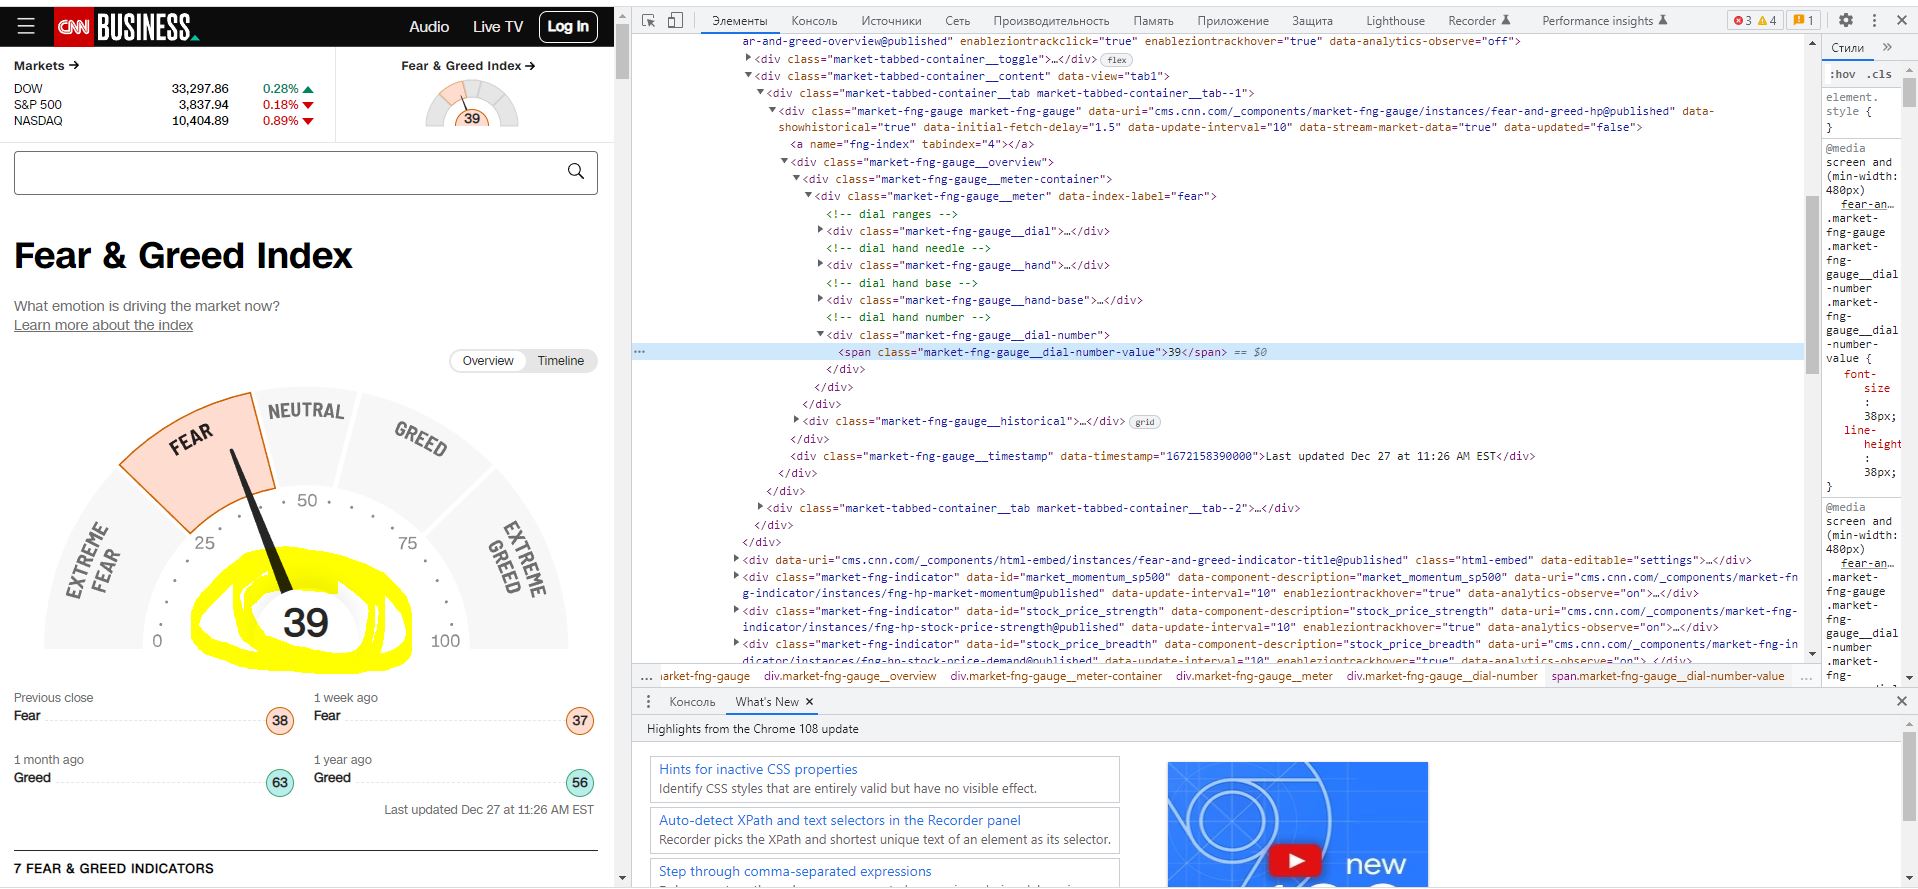 CNN BUSINESS
Audio
Live TV
Log In
Markets →
DOW 33,297.86 0.28%
S&P 500 3,837.94 0.18%
NASDAQ 10,404.89 0.89%
Fear & Greed Index →
39
Fear & Greed Index
What emotion is driving the market now?
Learn more about the index
Overview
Timeline
EXTREME FEAR
FEAR
NEUTRAL
GREED
EXTREME GREED
0
25
50
75
100
39
Previous close
Fear 38
1 week ago
Fear 37
1 month ago
Greed 63
1 year ago
Greed 56
Last updated Dec 27 at 11:26 AM EST
7 FEAR & GREED INDICATORS
Элементы Консоль Источники Сеть Производительность Память Приложение Защита Lighthouse Recorder Performance insights 3 4 1
ar-and-greed-overview@published" enableziontrackclick="true" enableziontrackhover="true" data-analytics-observe="off">
<div class="market-tabbed-container__toggle">…</div> flex
<div class="market-tabbed-container__content" data-view="tab1">
<div class="market-tabbed-container__tab market-tabbed-container__tab--1">
<div class="market-fng-gauge market-fng-gauge" data-uri="cms.cnn.com/_components/market-fng-gauge/instances/fear-and-greed-hp@published" data-
showhistorical="true" data-initial-fetch-delay="1.5" data-update-interval="10" data-stream-market-data="true" data-updated="false">
<a name="fng-index" tabindex="4"></a>
<div class="market-fng-gauge__overview">
<div class="market-fng-gauge__meter-container">
<div class="market-fng-gauge__meter" data-index-label="fear">
<!-- dial ranges -->
<div class="market-fng-gauge__dial">…</div>
<!-- dial hand needle -->
<div class="market-fng-gauge__hand">…</div>
<!-- dial hand base -->
<div class="market-fng-gauge__hand-base">…</div>
<!-- dial hand number -->
<div class="market-fng-gauge__dial-number">
<span class="market-fng-gauge__dial-number-value">39</span> == $0
</div>
</div>
</div>
<div class="market-fng-gauge__historical">…</div> grid
</div>
<div class="market-fng-gauge__timestamp" data-timestamp="1672158390000">Last updated Dec 27 at 11:26 AM EST</div>
</div>
</div>
<div class="market-tabbed-container__tab market-tabbed-container__tab--2">…</div>
</div>
</div>
<div data-uri="cms.cnn.com/_components/html-embed/instances/fear-and-greed-indicator-title@published" class="html-embed" data-editable="settings">…</div>
<div class="market-fng-indicator" data-id="market_momentum_sp500" data-component-description="market_momentum_sp500" data-uri="cms.cnn.com/_components/market-fn
g-indicator/instances/fng-hp-market-momentum@published" data-update-interval="10" enableziontrackhover="true" data-analytics-observe="on">…</div>
<div class="market-fng-indicator" data-id="stock_price_strength" data-component-description="stock_price_strength" data-uri="cms.cnn.com/_components/market-fng-
indicator/instances/fng-hp-stock-price-strength@published" data-update-interval="10" enableziontrackhover="true" data-analytics-observe="on">…</div>
<div class="market-fng-indicator" data-id="stock_price_breadth" data-component-description="stock_price_breadth" data-uri="cms.cnn.com/_components/market-fng-in
dicator/instances/fng-hp-stock-price-demand@published" data-update-interval="10" enableziontrackhover="true" data-analytics-observe="on">…</div>
... market-fng-gauge div.market-fng-gauge__overview div.market-fng-gauge__meter-container div.market-fng-gauge__meter div.market-fng-gauge__dial-number span.market-fng-gauge__dial-number-value ...
Стили »
:hov .cls
element.
style {
}
@media
screen and
(min-width:
480px)
fear-an…
.market-
fng-gauge
.market-
fng-
gauge__dial
-number
.market-
fng-
gauge__dial
-number-
value {
font-
size
:
38px;
line-
height
:
38px;
}
@media
screen and
(min-width:
480px)
fear-an…
.market-
fng-gauge
.market-
fng-
gauge__dial
-number
.market-
fng-
Консоль
What's New ×
Highlights from the Chrome 108 update
Hints for inactive CSS properties
Identify CSS styles that are entirely valid but have no visible effect.
Auto-detect XPath and text selectors in the Recorder panel
Recorder picks the XPath and shortest unique text of an element as its selector.
Step through comma-separated expressions
new